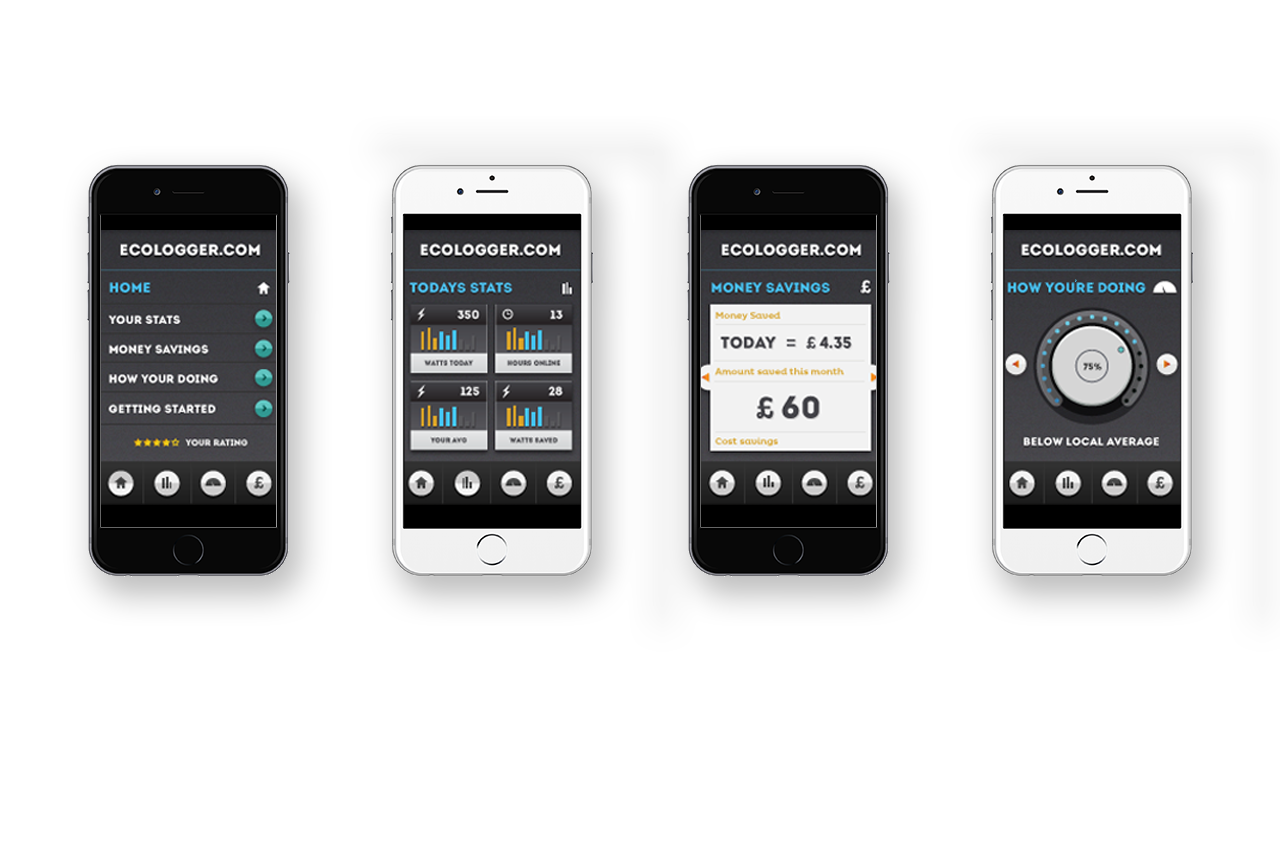 ECOLOGGER.COM
HOME
YOUR STATS
MONEY SAVINGS
HOW YOUR DOING
GETTING STARTED
YOUR RATING
£
ECOLOGGER.COM
TODAYS STATS
350
WATTS TODAY
13
HOURS ONLINE
125
YOUR AVG
28
WATTS SAVED
£
ECOLOGGER.COM
MONEY SAVINGS £
Money Saved
TODAY = £ 4.35
Amount saved this month
£ 60
Cost savings
£
ECOLOGGER.COM
HOW YOU'RE DOING
75%
BELOW LOCAL AVERAGE
£